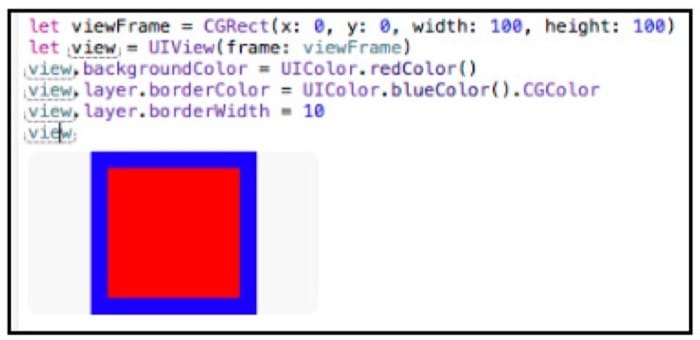 let viewFrame = CGRect(x: 0, y: 0, width: 100, height: 100)
let view = UIView(frame: viewFrame)
view.backgroundColor = UIColor.redColor()
view.layer.borderColor = UIColor.blueColor().CGColor
view.layer.borderWidth = 10
view